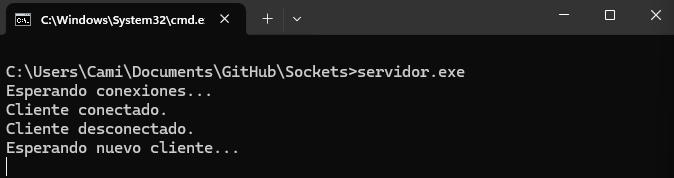 C:\Windows\System32\cmd.e
C:\Users\Cami\Documents\GitHub\Sockets>servidor.exe
Esperando conexiones...
Cliente conectado.
Cliente desconectado.
Esperando nuevo cliente...